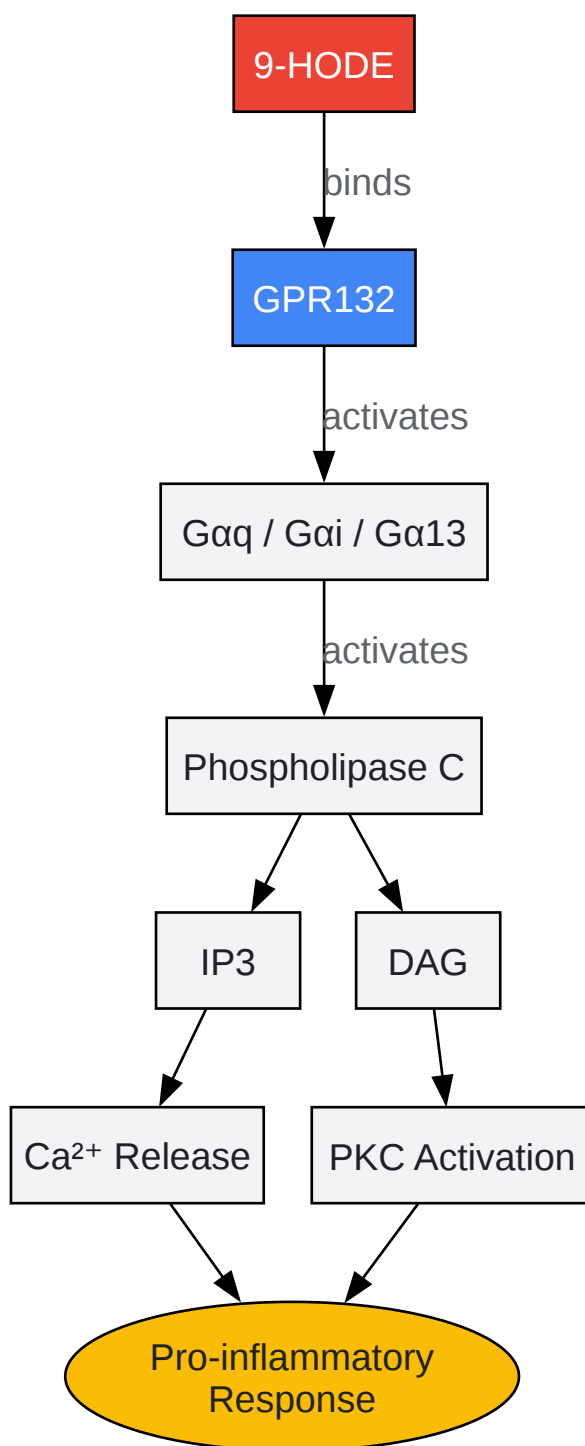 9-HODE
binds
GPR132
activates
Gαq / Gαi / Gα13
activates
Phospholipase C
IP3
DAG
Ca²⁺ Release
PKC Activation
Pro-inflammatory
Response